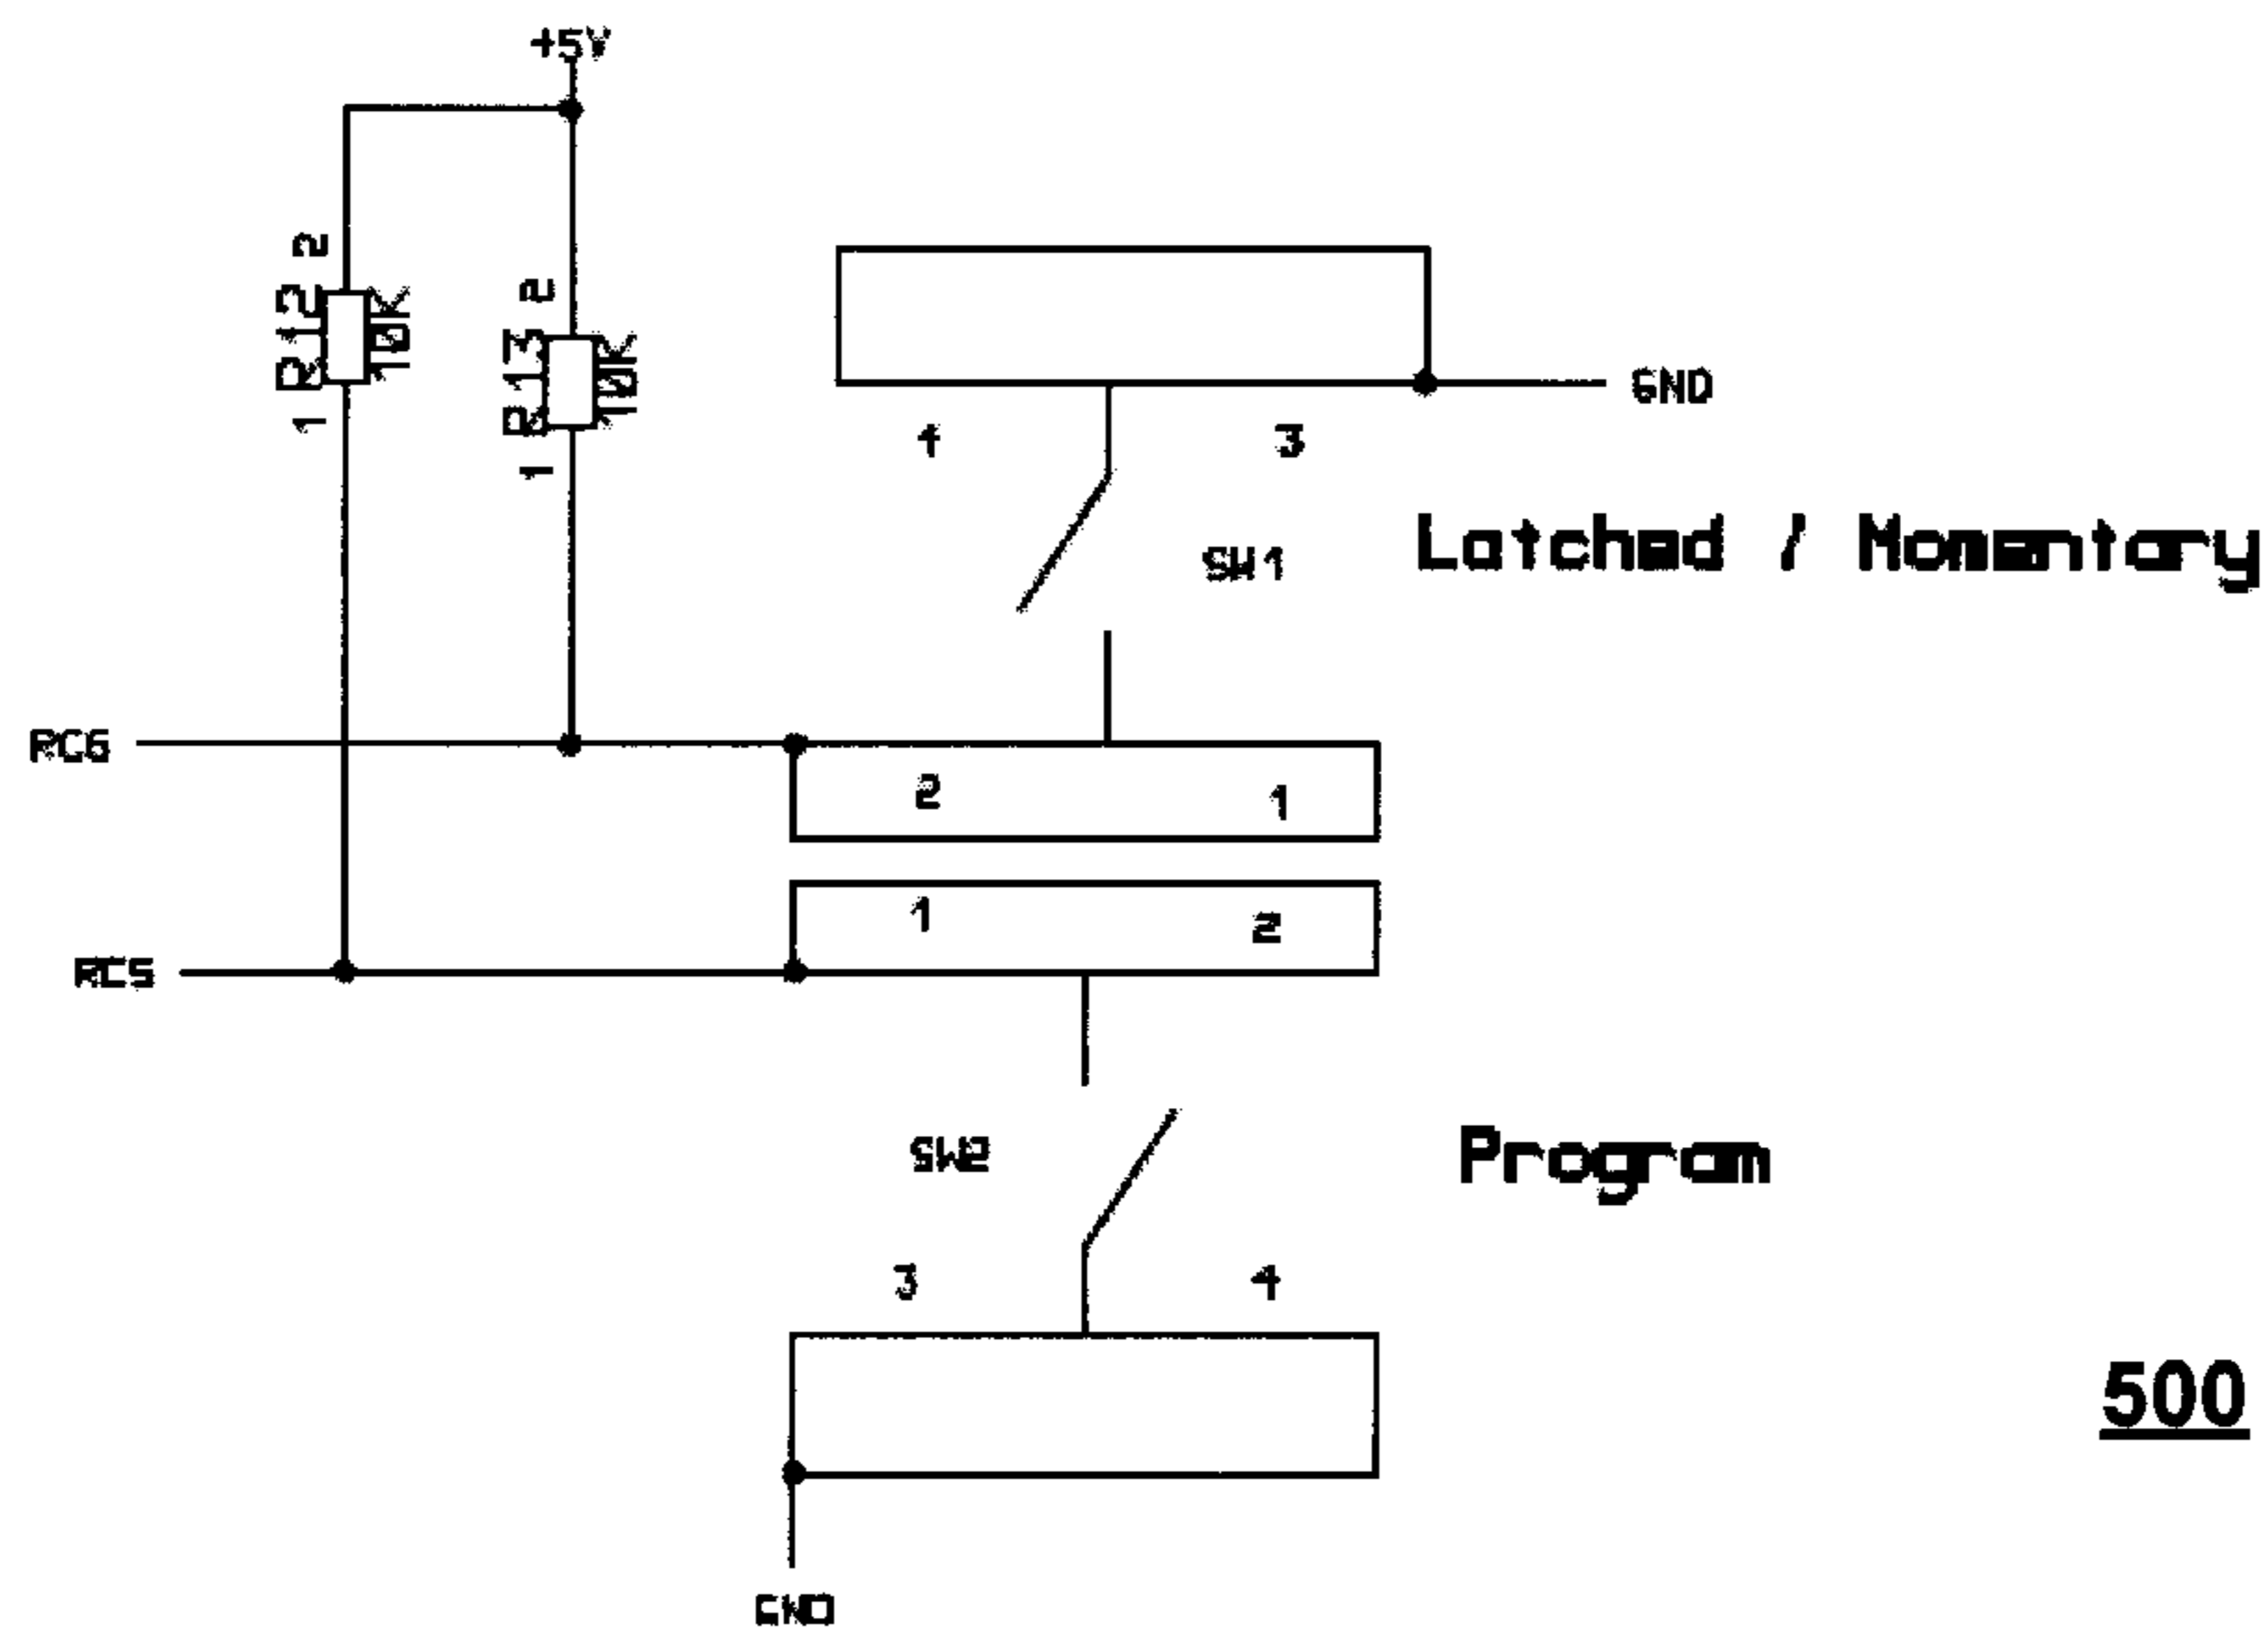 +5V
2
R12
10K
1
2
R13
10K
1
GND
4
3
SW1
Latched / Momentary
RC6
2
1
1
2
RC5
SW2
Program
3
4
500
GND